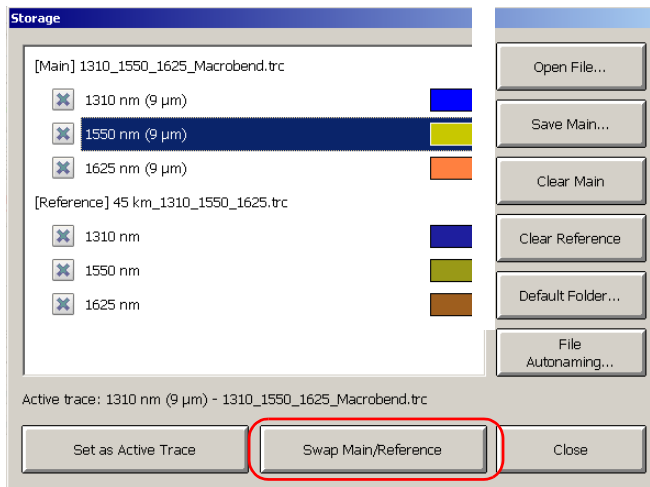 Storage
[Main] 1310_1550_1625_Macrobend.trc
1310 nm (9 µm)
1550 nm (9 µm)
1625 nm (9 µm)
[Reference] 45 km_1310_1550_1625.trc
1310 nm
1550 nm
1625 nm
Open File...
Save Main...
Clear Main
Clear Reference
Default Folder...
File
Autonaming...
Active trace: 1310 nm (9 µm) - 1310_1550_1625_Macrobend.trc
Set as Active Trace
Swap Main/Reference
Close